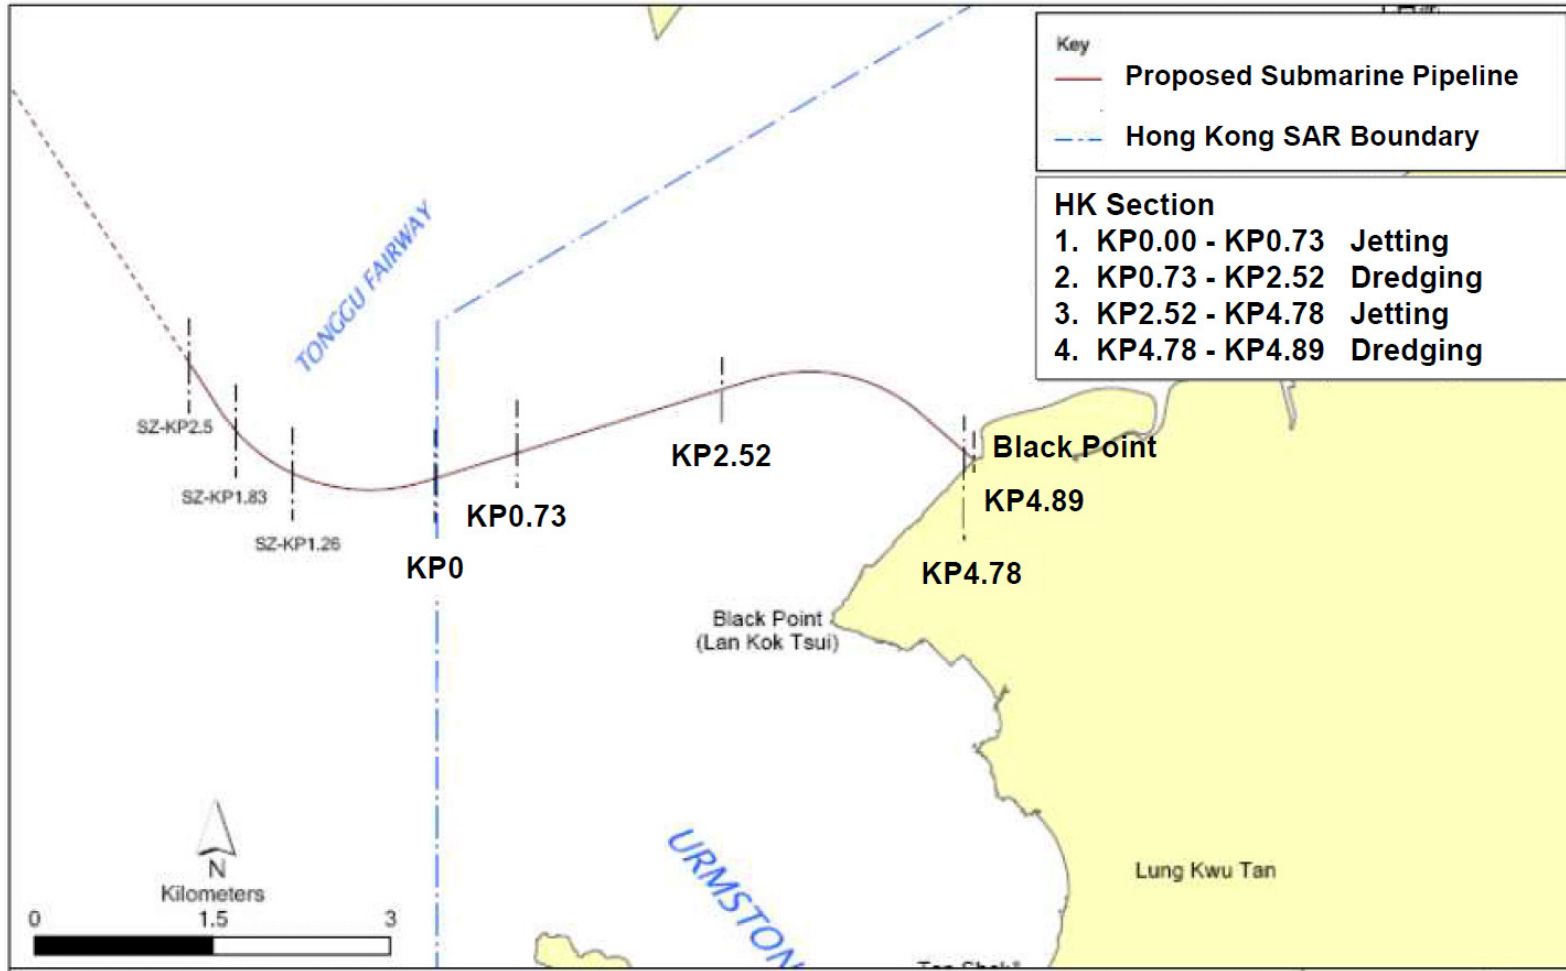 Key
Proposed Submarine Pipeline
Hong Kong SAR Boundary
HK Section
1. KP0.00 - KP0.73 Jetting
2. KP0.73 - KP2.52 Dredging
3. KP2.52 - KP4.78 Jetting
4. KP4.78 - KP4.89 Dredging
TONGGU FAIRWAY
SZ-KP2.5
SZ-KP1.83
SZ-KP1.26
KP0
KP0.73
KP2.52
Black Point
KP4.89
KP4.78
Black Point
(Lan Kok Tsui)
URMSTON
Lung Kwu Tan
N
Kilometers
0 1.5 3